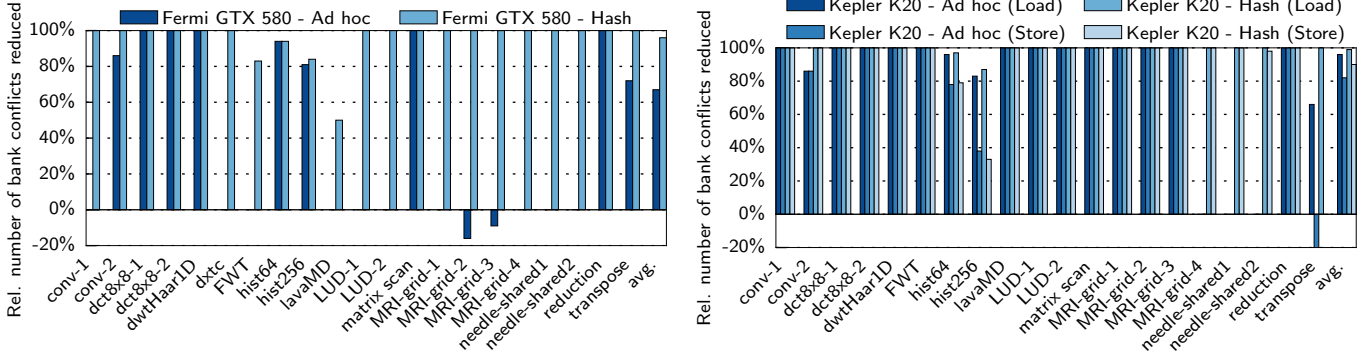 Fermi GTX 580 - Ad hoc
Fermi GTX 580 - Hash
Rel. number of bank conflicts reduced
100%
80%
60%
40%
20%
0%
-20%
conv-1
conv-2
dct8x8-1
dct8x8-2
dwtHaar1D
dxtc
FWT
hist64
hist256
lavaMD
LUD-1
LUD-2
matrix scan
MRI-grid-1
MRI-grid-2
MRI-grid-3
MRI-grid-4
needle-shared1
needle-shared2
reduction
transpose
avg.
Kepler K20 - Ad hoc (Load)
Kepler K20 - Hash (Load)
Kepler K20 - Ad hoc (Store)
Kepler K20 - Hash (Store)
Rel. number of bank conflicts reduced
100%
80%
60%
40%
20%
0%
-20%
conv-1
conv-2
dct8x8-1
dct8x8-2
dwtHaar1D
FWT
hist64
hist256
lavaMD
LUD-1
LUD-2
matrix scan
MRI-grid-1
MRI-grid-2
MRI-grid-3
MRI-grid-4
needle-shared1
needle-shared2
reduction
transpose
avg.